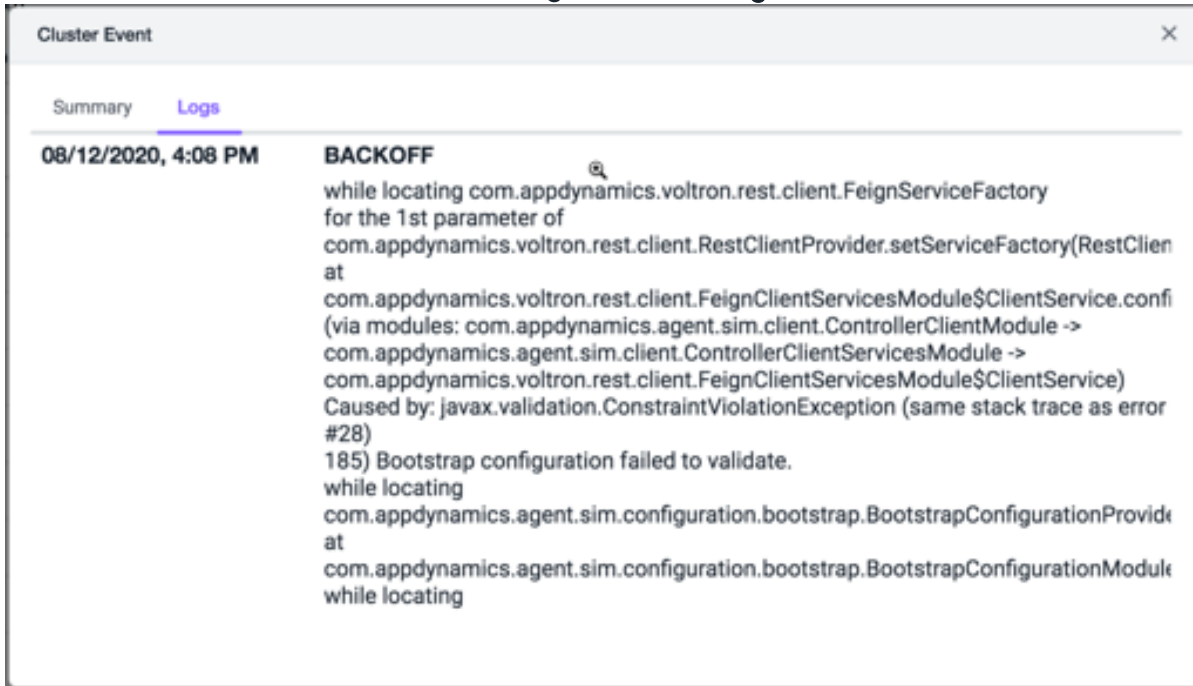 Cluster Event
Summary Logs
08/12/2020, 4:08 PM BACKOFF
while locating com.appdynamics.voltron.rest.client.FeignServiceFactory
for the 1st parameter of
com.appdynamics.voltron.rest.client.RestClientProvider.setServiceFactory(RestClien
at
com.appdynamics.voltron.rest.client.FeignClientServicesModule$ClientService.confi
(via modules: com.appdynamics.agent.sim.client.ControllerClientModule ->
com.appdynamics.agent.sim.client.ControllerClientServicesModule ->
com.appdynamics.voltron.rest.client.FeignClientServicesModule$ClientService)
Caused by: javax.validation.ConstraintViolationException (same stack trace as error
#28)
185) Bootstrap configuration failed to validate.
while locating
com.appdynamics.agent.sim.configuration.bootstrap.BootstrapConfigurationProvide
at
com.appdynamics.agent.sim.configuration.bootstrap.BootstrapConfigurationModule
while locating